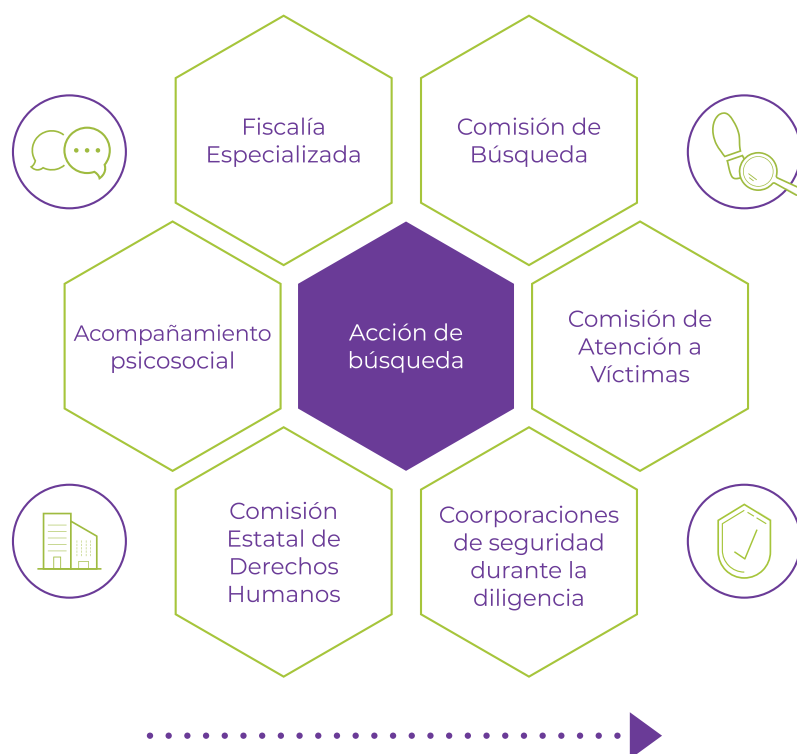 Fiscalía
Especializada
Comisión de
Búsqueda
Acompañamiento
psicosocial
Acción de
búsqueda
Comisión de
Atención a
Víctimas
Comisión
Estatal de
Derechos
Humanos
Coorporaciones
de seguridad
durante la
diligencia